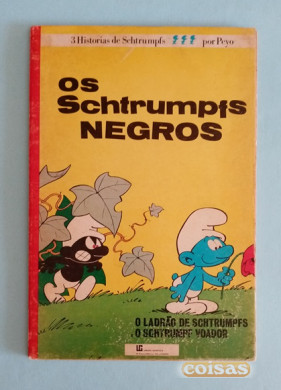 3 Historias de Schtrumpfs por Peyo
OS
Schtrumpfs
NEGROS
O LADRÃO DE SCHTRUMPFS
O SCHTRUMPF VOADOR
coisas